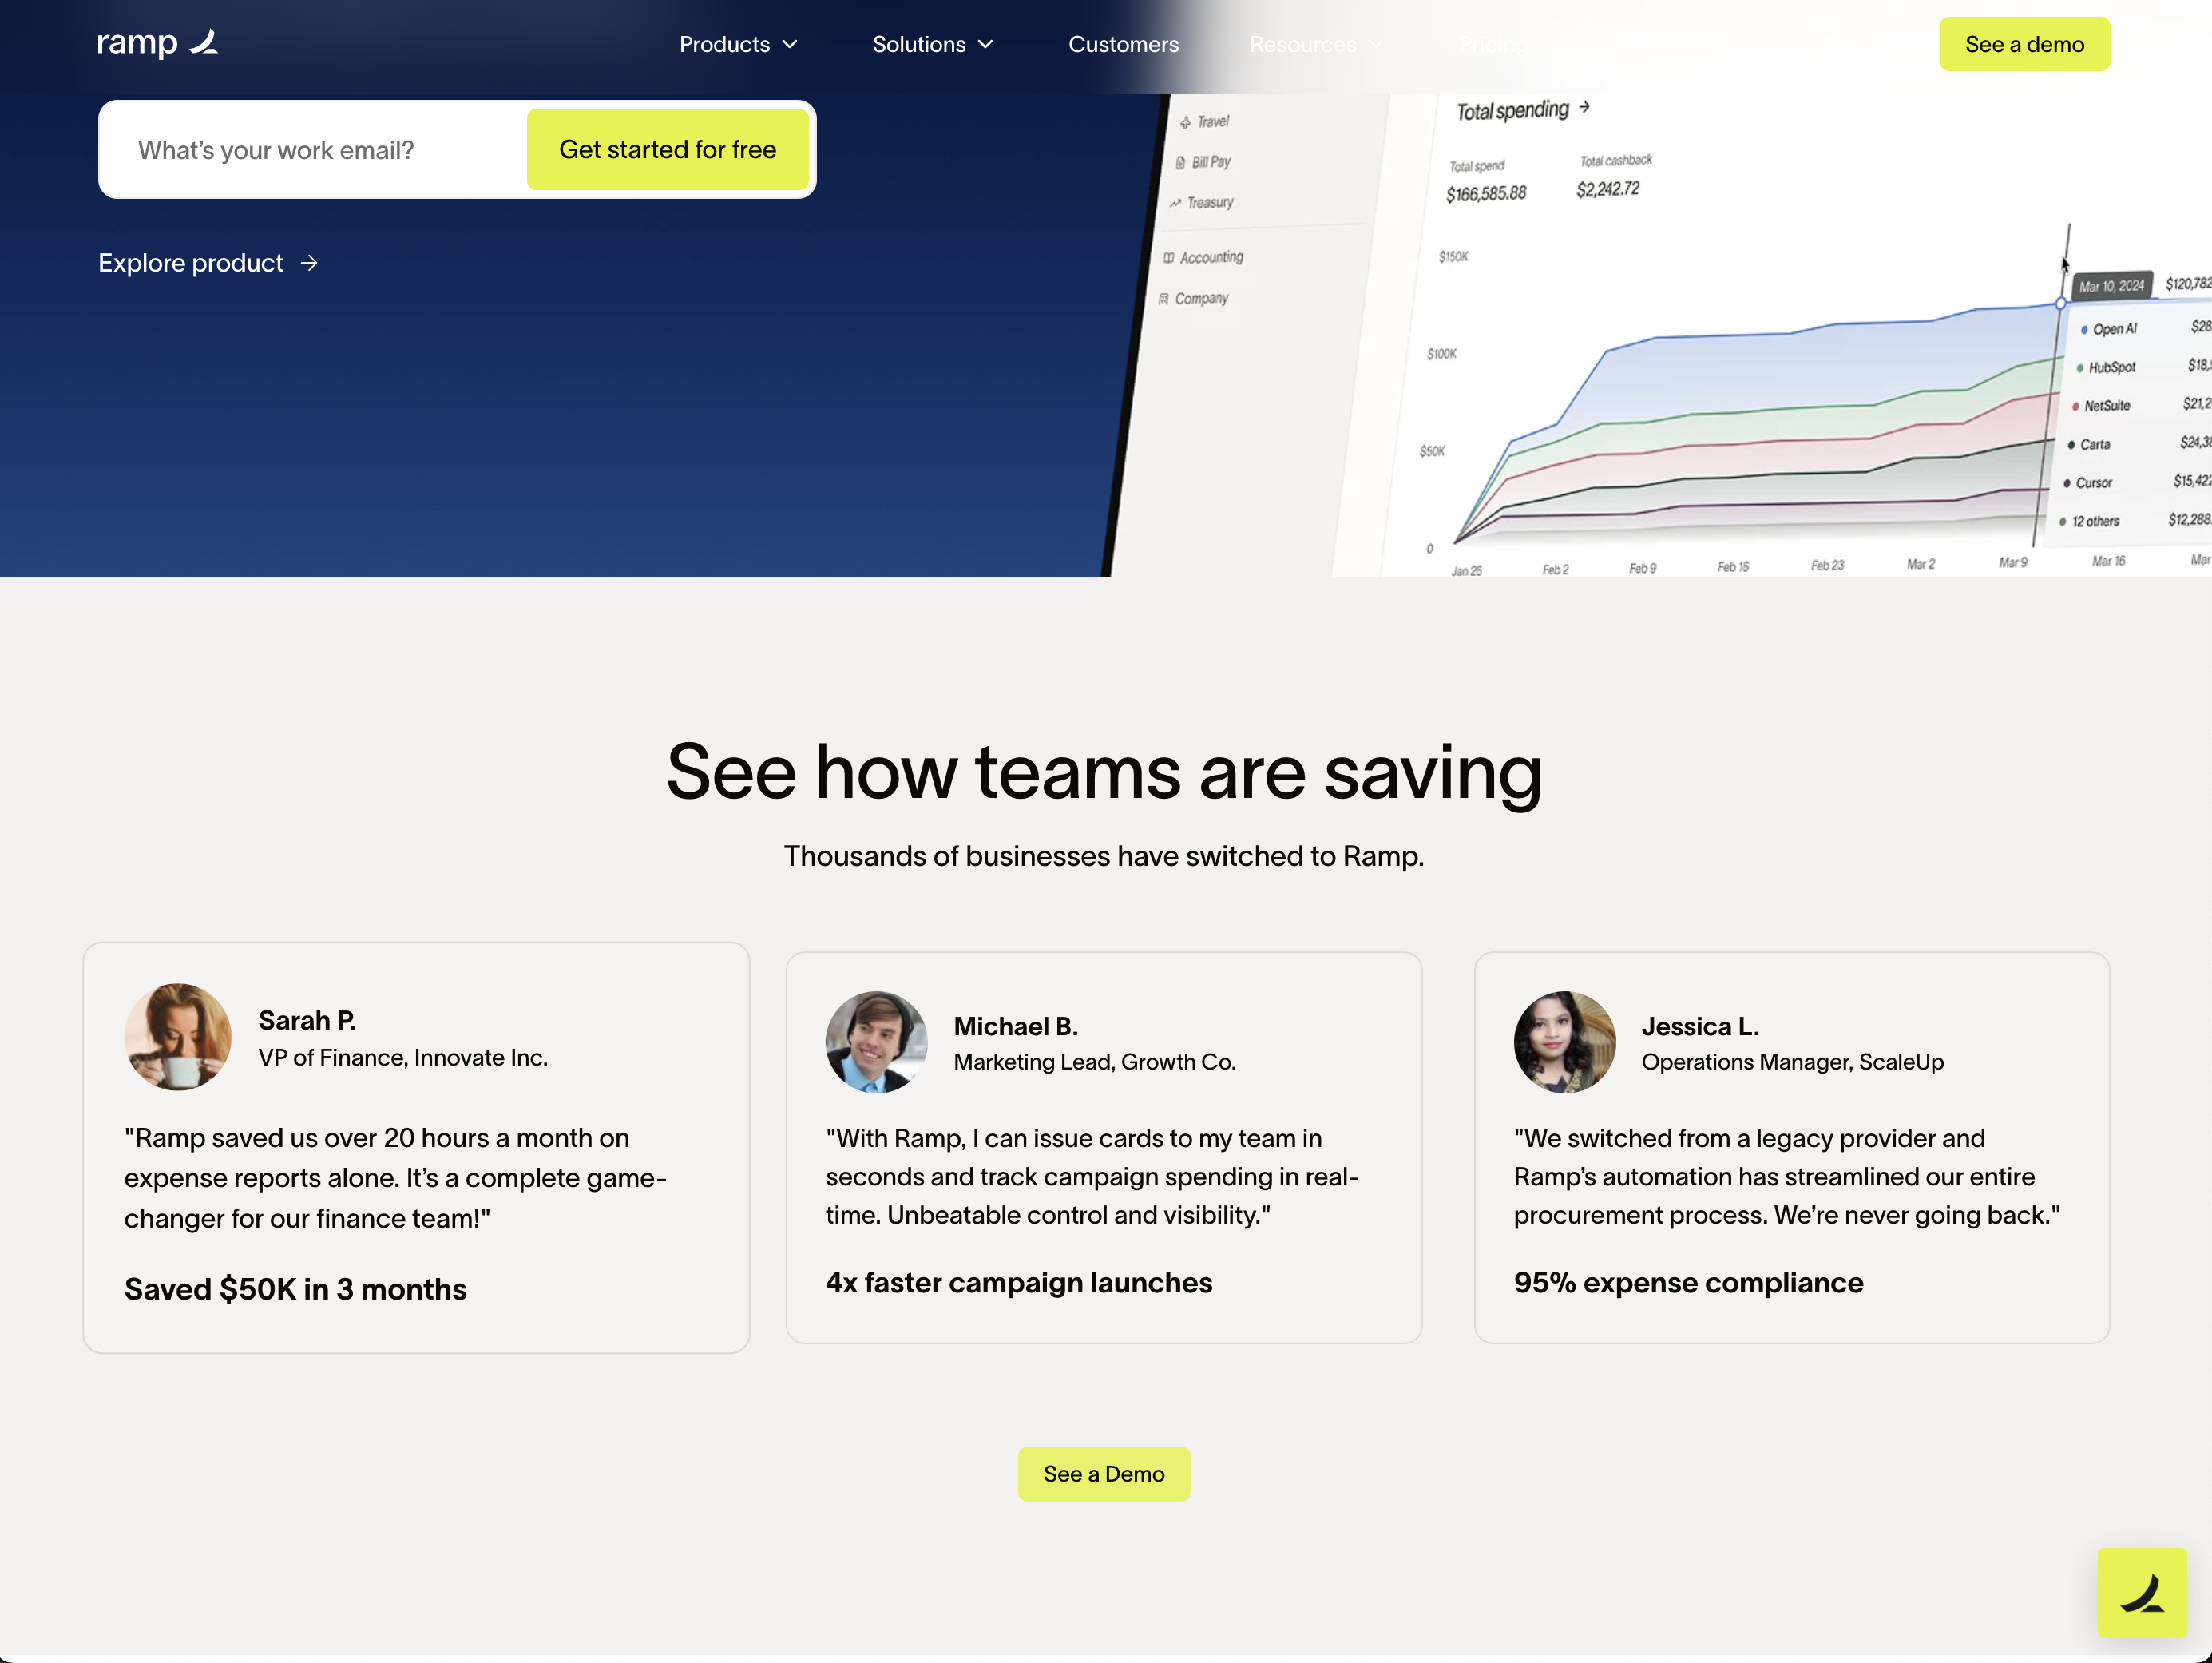 ramp
Products
Solutions
Customers
Resources
Pricing
See a demo
What's your work email?
Get started for free
Explore product →
Travel
Bill Pay
Treasury
Accounting
Company
Total spending →
Total spend
Total cashback
$166,585.88
$2,242.72
$150K
$100K
$50K
0
Jan 26
Feb 2
Feb 9
Feb 16
Feb 23
Mar 2
Mar 9
Mar 16
Mar
Mar 10, 2024
$120,782
Open AI
$28
HubSpot
$18,
NetSuite
$21,2
Carta
$24,3
Cursor
$15,422
12 others
$12,288
See how teams are saving
Thousands of businesses have switched to Ramp.
Sarah P.
VP of Finance, Innovate Inc.
"Ramp saved us over 20 hours a month on
expense reports alone. It's a complete game-
changer for our finance team!"
Saved $50K in 3 months
Michael B.
Marketing Lead, Growth Co.
"With Ramp, I can issue cards to my team in
seconds and track campaign spending in real-
time. Unbeatable control and visibility."
4x faster campaign launches
Jessica L.
Operations Manager, ScaleUp
"We switched from a legacy provider and
Ramp's automation has streamlined our entire
procurement process. We're never going back."
95% expense compliance
See a Demo